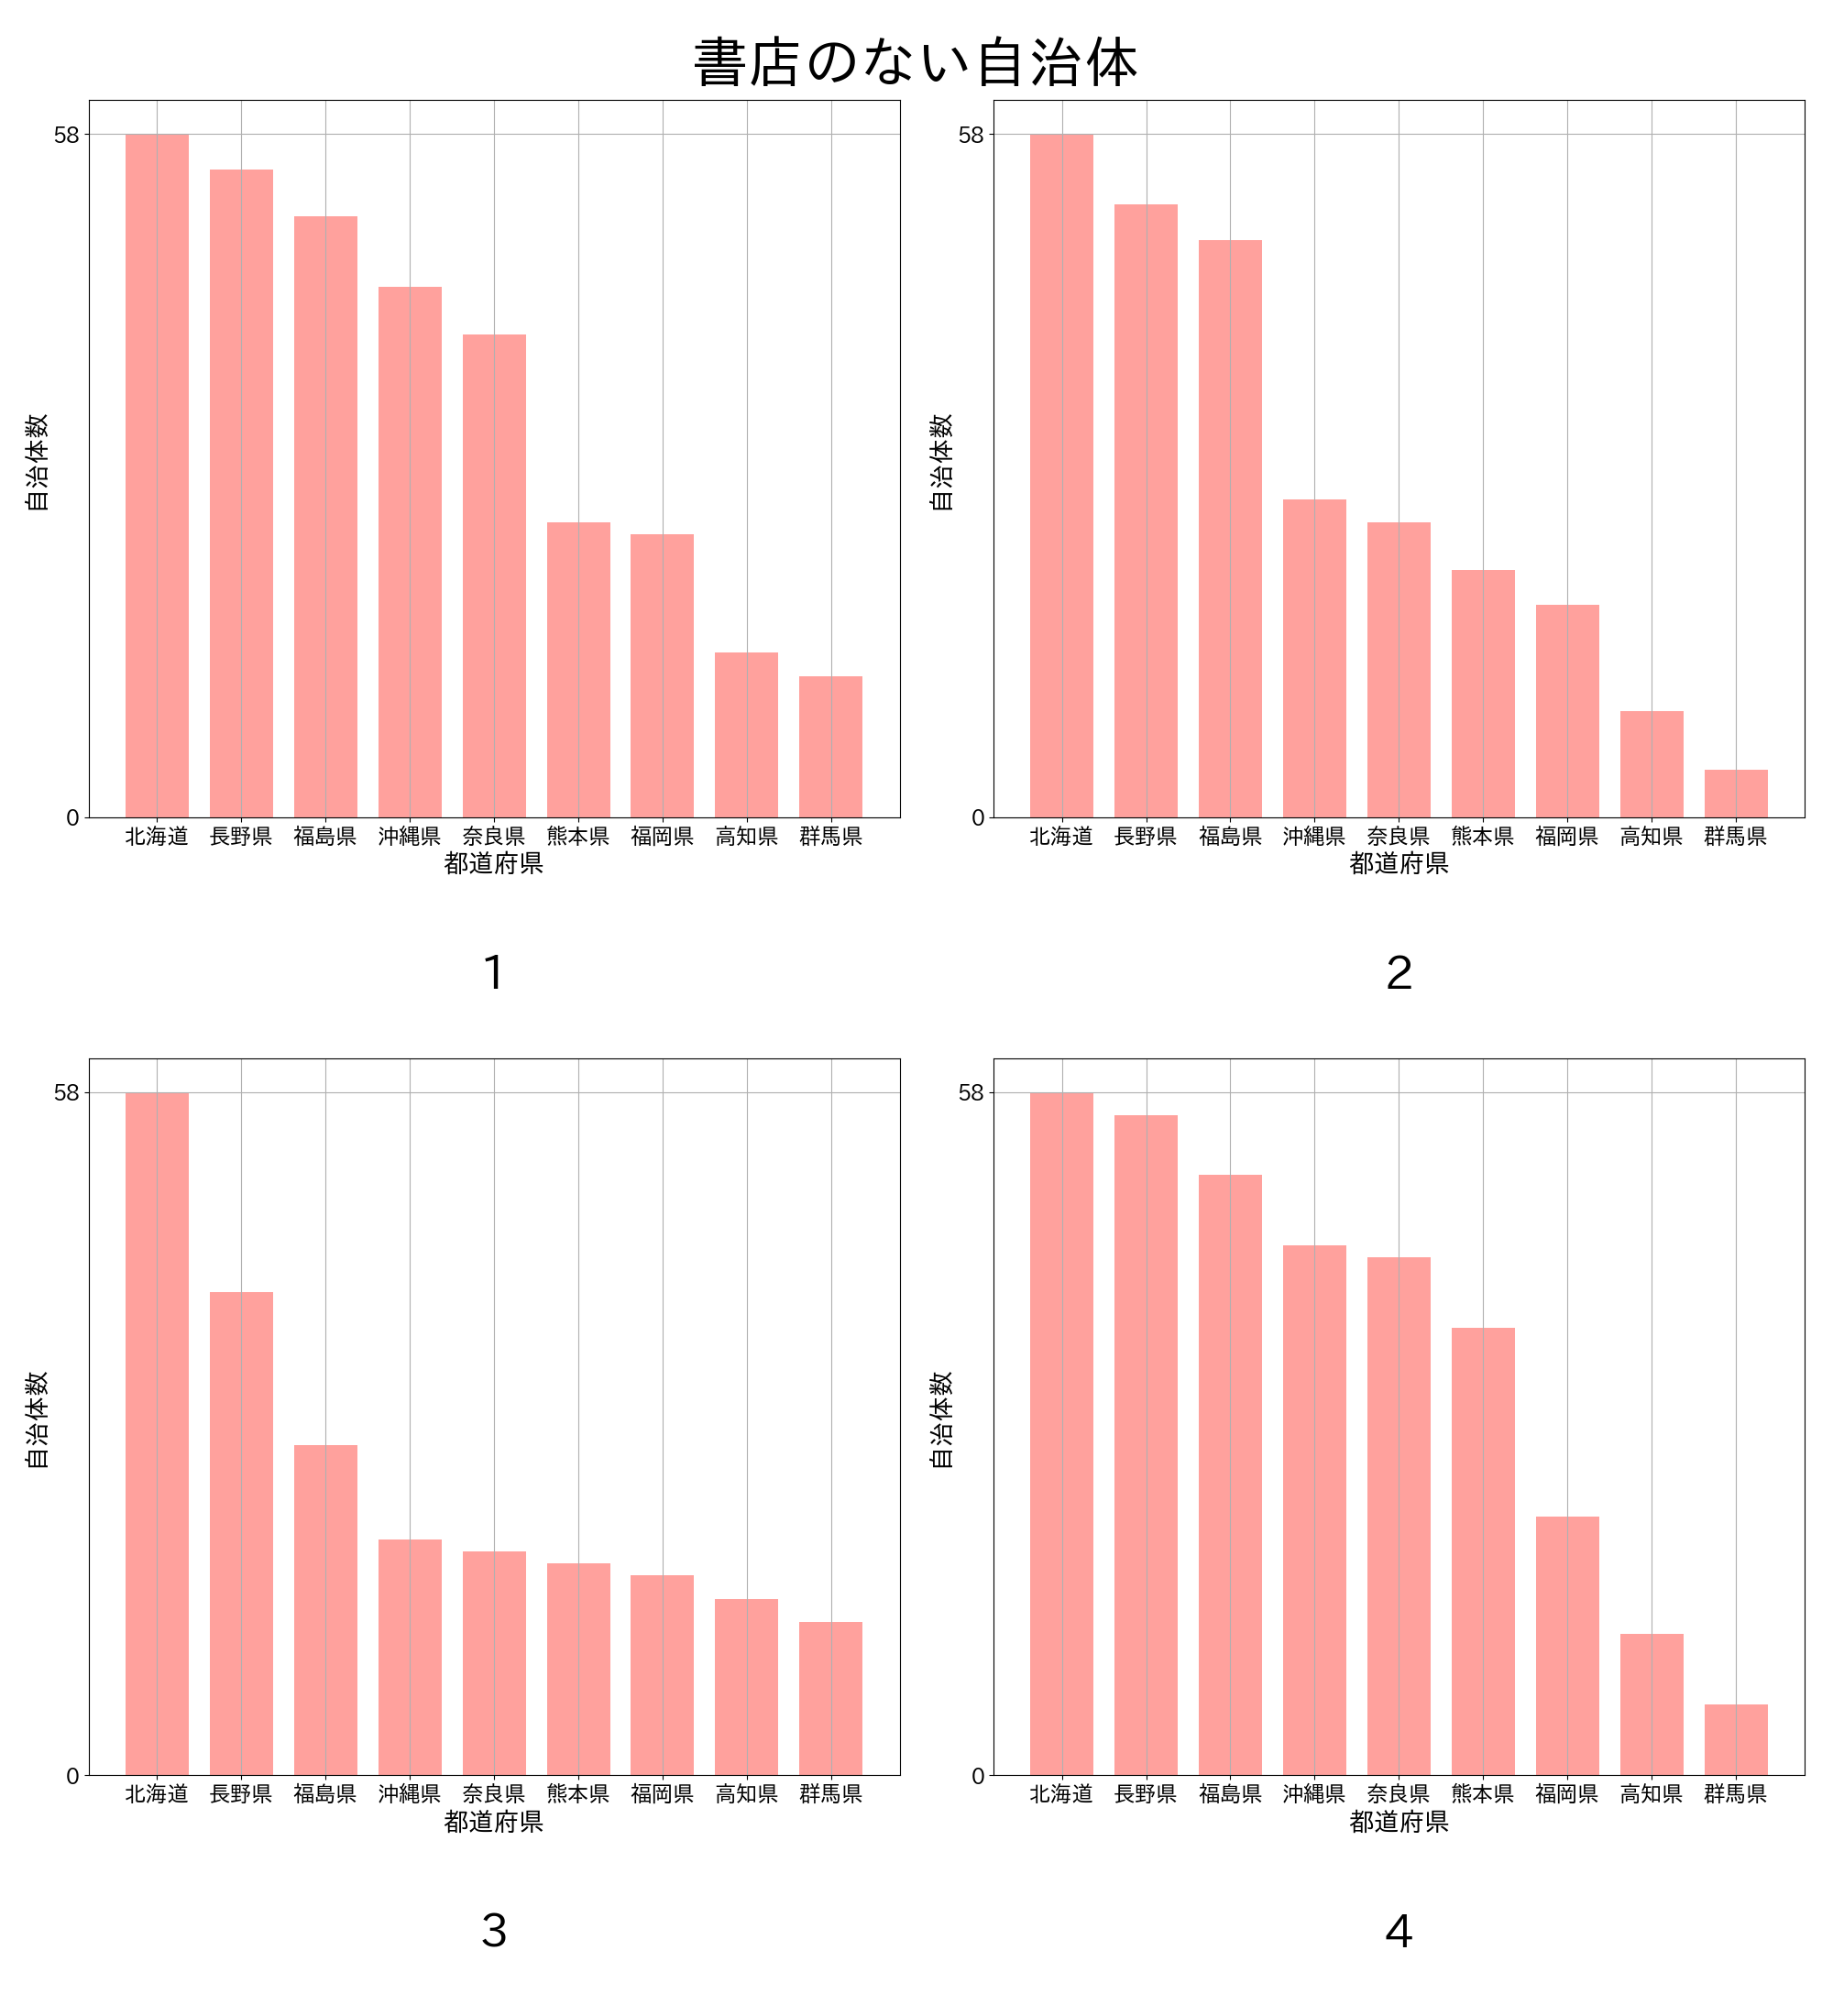 書店のない自治体
58
0
自治体数
北海道 長野県 福島県 沖縄県 奈良県 熊本県 福岡県 高知県 群馬県
都道府県
1
58
0
自治体数
北海道 長野県 福島県 沖縄県 奈良県 熊本県 福岡県 高知県 群馬県
都道府県
2
58
0
自治体数
北海道 長野県 福島県 沖縄県 奈良県 熊本県 福岡県 高知県 群馬県
都道府県
3
58
0
自治体数
北海道 長野県 福島県 沖縄県 奈良県 熊本県 福岡県 高知県 群馬県
都道府県
4